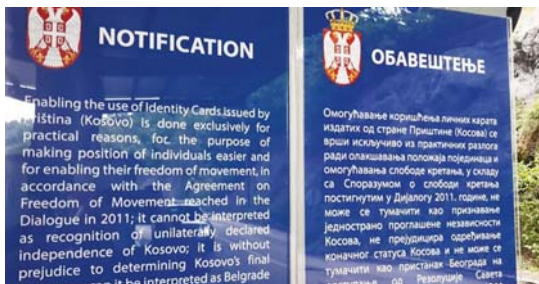 NOTIFICATION
Enabling the use of Identity Cards issued by
Priština (Kosovo) is done exclusively for
practical reasons, for the purpose of
making position of individuals easier and
for enabling their freedom of movement, in
accordance with the Agreement on
Freedom of Movement reached in the
Dialogue in 2011; it cannot be interpreted
as recognition of unilaterally declared
independence of Kosovo; it is without
prejudice to determining Kosovo's final
it be interpreted as Belgrade
ОБАВЕШТЕЊЕ
Омогућавање коришћења личних карата
издатих од стране Приштине (Косова) се
врши искључиво из практичних разлога
ради олакшавања положаја појединаца и
омогућавања слободе кретања, у складу
са Споразумом о слободи кретања
постигнутим у Дијалогу 2011. године, не
може се тумачити као признавање
једнострано проглашене независности
Косова, не прејудицира одређивање
коначног статуса Косова и не може се
тумачити као пристанак Београда на
од Резолуције Савета